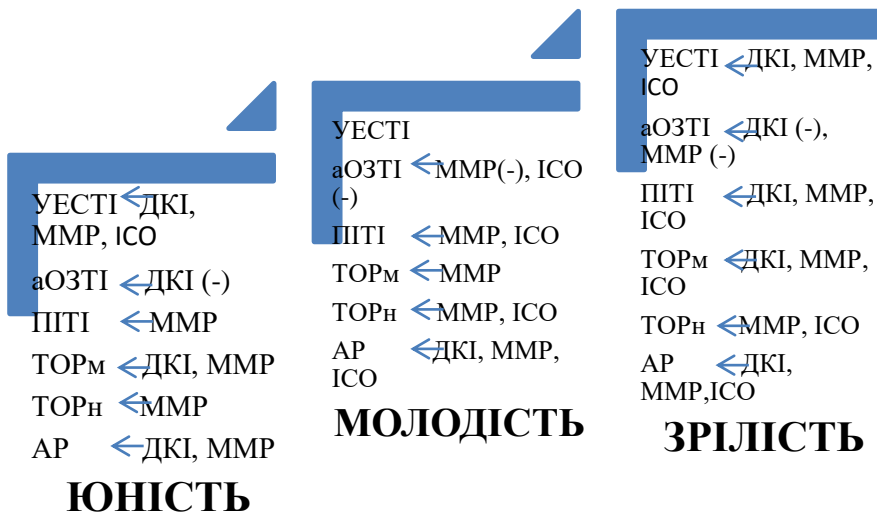 УЕСТІ ДКІ,
ММР, ІСО
аОЗТІ ДКІ (-)
ПІТІ ММР
ТОРм ДКІ, ММР
ТОРн ММР
АР ДКІ, ММР
ЮНІСТЬ
УЕСТІ
аОЗТІ ММР(-), ІСО
(-)
ПІТІ ММР, ІСО
ТОРм ММР
ТОРн ММР, ІСО
АР ДКІ, ММР,
ІСО
МОЛОДІСТЬ
УЕСТІ ДКІ, ММР,
ІСО
аОЗТІ ДКІ (-),
ММР (-)
ПІТІ ДКІ, ММР,
ІСО
ТОРм ДКІ, ММР,
ІСО
ТОРн ММР, ІСО
АР ДКІ,
ММР,ІСО
ЗРІЛІСТЬ